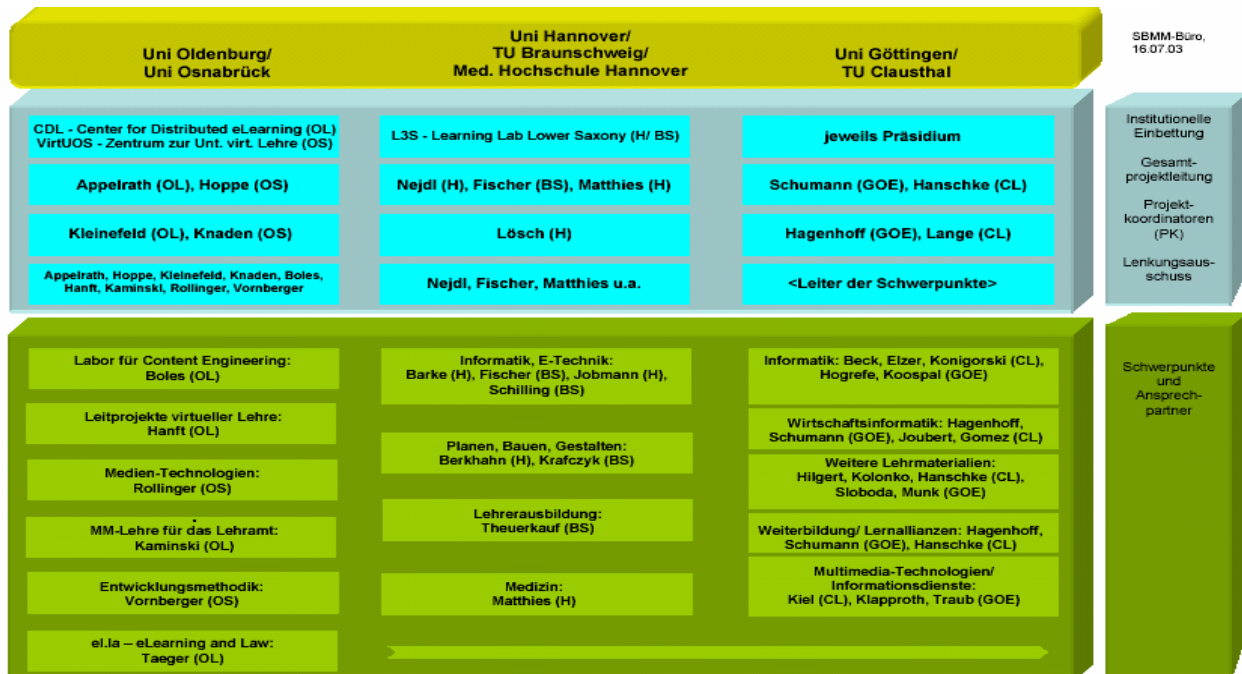 Uni Oldenburg/
Uni Osnabrück
Uni Hannover/
TU Braunschweig/
Med. Hochschule Hannover
Uni Göttingen/
TU Clausthal
SBMM-Büro,
16.07.03
CDL - Center for Distributed eLearning (OL)
VirtUOS - Zentrum zur Unt. virt. Lehre (OS)
L3S - Learning Lab Lower Saxony (H/ BS)
jeweils Präsidium
Institutionelle
Einbettung
Appelrath (OL), Hoppe (OS)
Nejdl (H), Fischer (BS), Matthies (H)
Schumann (GOE), Hanschke (CL)
Gesamt-
projektleitung
Kleinefeld (OL), Knaden (OS)
Lösch (H)
Hagenhoff (GOE), Lange (CL)
Projekt-
koordinatoren
(PK)
Appelrath, Hoppe, Kleinefeld, Knaden, Boles,
Hanft, Kaminski, Rollinger, Vornberger
Nejdl, Fischer, Matthies u.a.
<Leiter der Schwerpunkte>
Lenkungsaus-
schuss
Labor für Content Engineering:
Boles (OL)
Leitprojekte virtueller Lehre:
Hanft (OL)
Medien-Technologien:
Rollinger (OS)
MM-Lehre für das Lehramt:
Kaminski (OL)
Entwicklungsmethodik:
Vornberger (OS)
el.la – eLearning and Law:
Taeger (OL)
Informatik, E-Technik:
Barke (H), Fischer (BS), Jobmann (H),
Schilling (BS)
Planen, Bauen, Gestalten:
Berkhahn (H), Krafczyk (BS)
Lehrerausbildung:
Theuerkauf (BS)
Medizin:
Matthies (H)
Informatik: Beck, Elzer, Konigorski (CL),
Hogrefe, Koospal (GOE)
Wirtschaftsinformatik: Hagenhoff,
Schumann (GOE), Joubert, Gomez (CL)
Weitere Lehrmaterialien:
Hilgert, Kolonko, Hanschke (CL),
Sloboda, Munk (GOE)
Weiterbildung/ Lernallianzen: Hagenhoff,
Schumann (GOE), Hanschke (CL)
Multimedia-Technologien/
Informationsdienste:
Kiel (CL), Klapproth, Traub (GOE)
Schwerpunkte
und
Ansprech-
partner